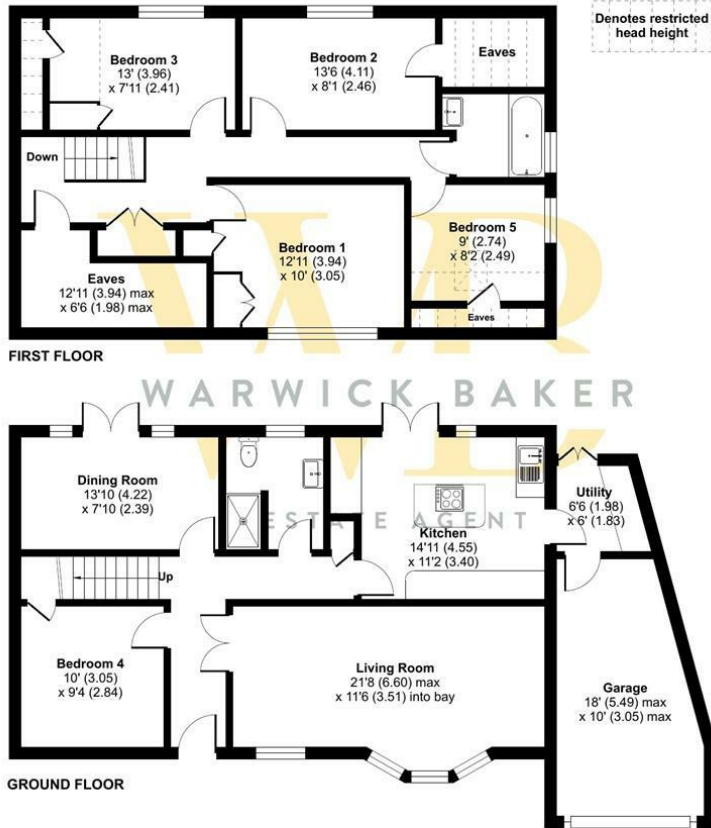 Denotes restricted
head height
Bedroom 3
13' (3.96)
x 7'11 (2.41)
Bedroom 2
13'6 (4.11)
x 8'1 (2.46)
Eaves
Down
Bedroom 1
12'11 (3.94)
x 10' (3.05)
Bedroom 5
9' (2.74)
x 8'2 (2.49)
Eaves
12'11 (3.94) max
x 6'6 (1.98) max
Eaves
FIRST FLOOR
WR
WARWICK BAKER
ESTATE AGENT
Dining Room
13'10 (4.22)
x 7'10 (2.39)
Kitchen
14'11 (4.55)
x 11'2 (3.40)
Utility
6'6 (1.98)
x 6' (1.83)
Up
Bedroom 4
10' (3.05)
x 9'4 (2.84)
Living Room
21'8 (6.60) max
x 11'6 (3.51) into bay
Garage
18' (5.49) max
x 10' (3.05) max
GROUND FLOOR